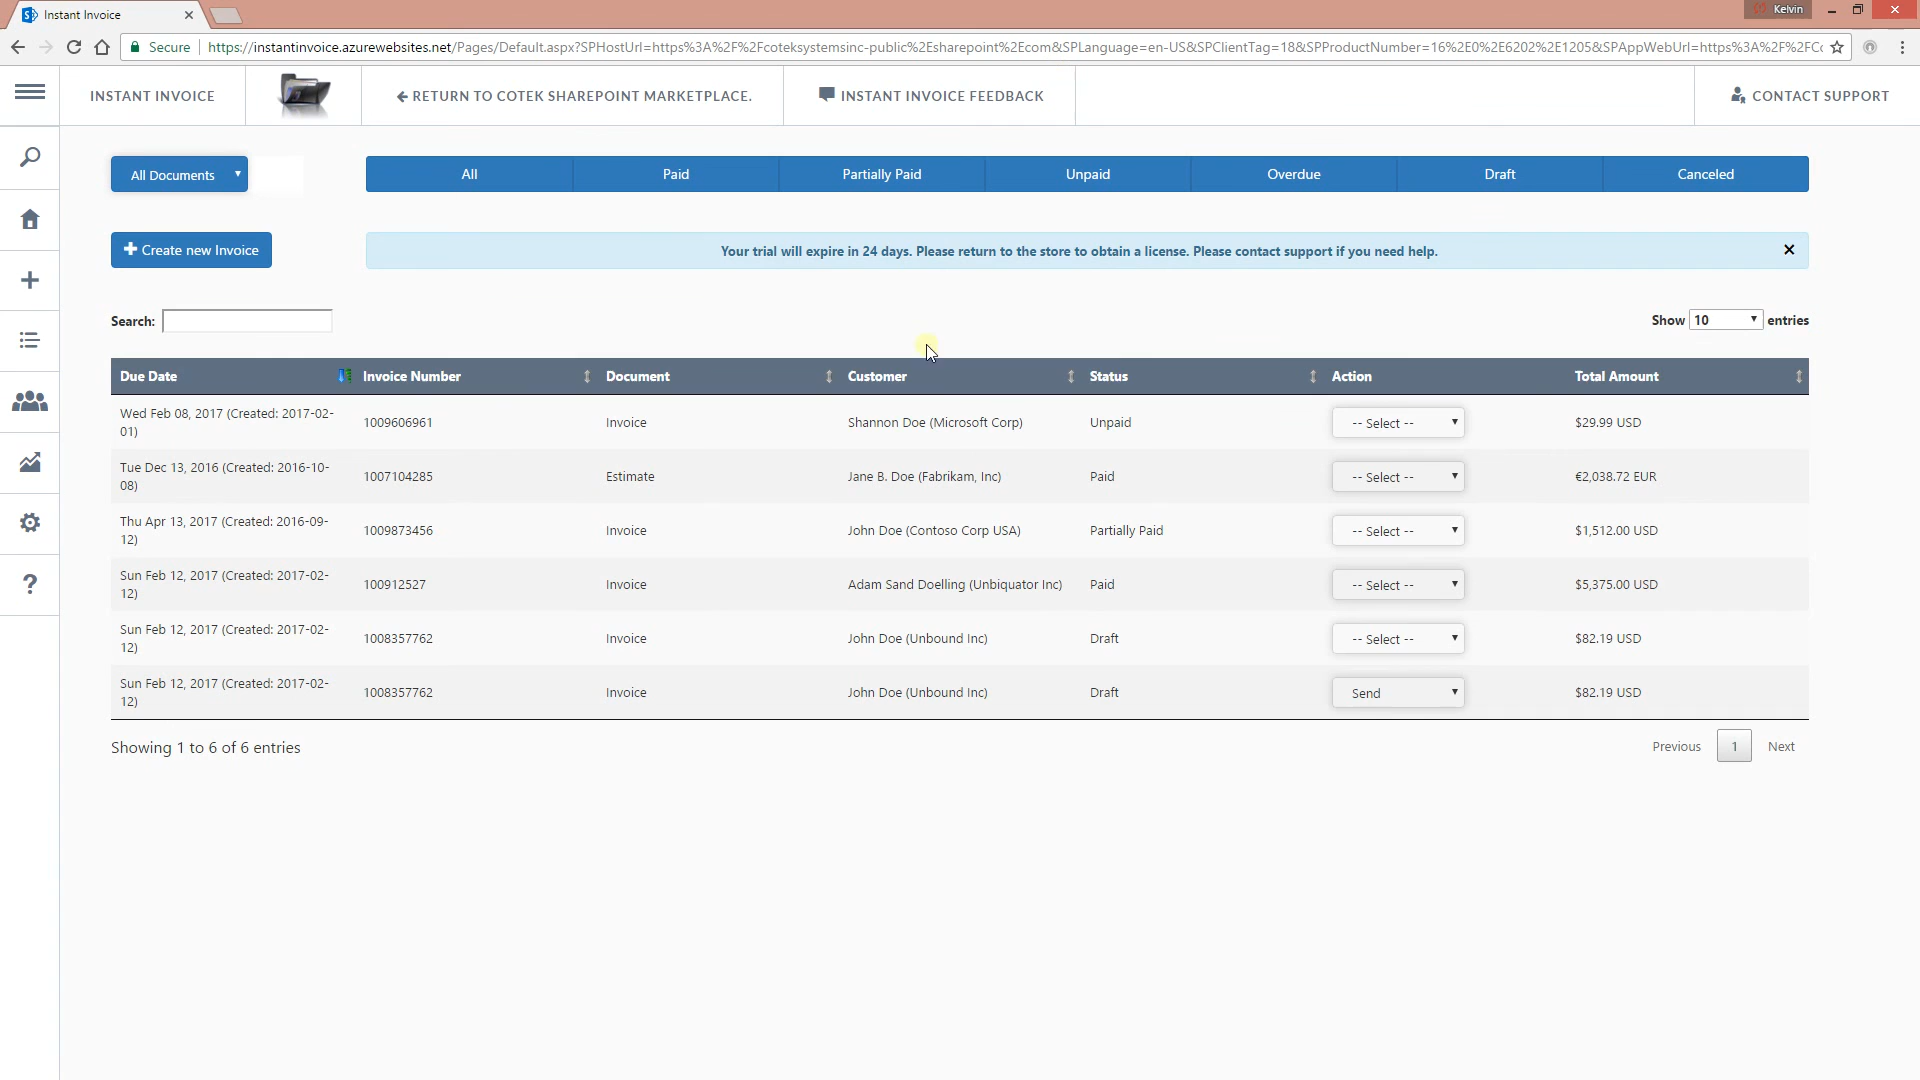 Instant Invoice
Kelvin
Secure https://instantinvoice.azurewebsites.net/Pages/Default.aspx?SPHostUrl=https%3A%2F%2Fcoteksystemsinc-public%2Esharepoint%2Ecom&SPLanguage=en-US&SPClientTag=18&SPProductNumber=16%2E0%2E6202%2E1205&SPAppWebUrl=https%3A%2F%2FCo
INSTANT INVOICE
RETURN TO COTEK SHAREPOINT MARKETPLACE.
INSTANT INVOICE FEEDBACK
CONTACT SUPPORT
All Documents
All Paid Partially Paid Unpaid Overdue Draft Canceled
Create new Invoice
Your trial will expire in 24 days. Please return to the store to obtain a license. Please contact support if you need help.
Search:
Show 10 entries
Due Date Invoice Number Document Customer Status Action Total Amount
Wed Feb 08, 2017 (Created: 2017-02-
01) 1009606961 Invoice Shannon Doe (Microsoft Corp) Unpaid -- Select -- $29.99 USD
Tue Dec 13, 2016 (Created: 2016-10-
08) 1007104285 Estimate Jane B. Doe (Fabrikam, Inc) Paid -- Select -- €2,038.72 EUR
Thu Apr 13, 2017 (Created: 2016-09-
12) 1009873456 Invoice John Doe (Contoso Corp USA) Partially Paid -- Select -- $1,512.00 USD
Sun Feb 12, 2017 (Created: 2017-02-
12) 100912527 Invoice Adam Sand Doelling (Unbiquator Inc) Paid -- Select -- $5,375.00 USD
Sun Feb 12, 2017 (Created: 2017-02-
12) 1008357762 Invoice John Doe (Unbound Inc) Draft -- Select -- $82.19 USD
Sun Feb 12, 2017 (Created: 2017-02-
12) 1008357762 Invoice John Doe (Unbound Inc) Draft Send $82.19 USD
Showing 1 to 6 of 6 entries
Previous 1 Next